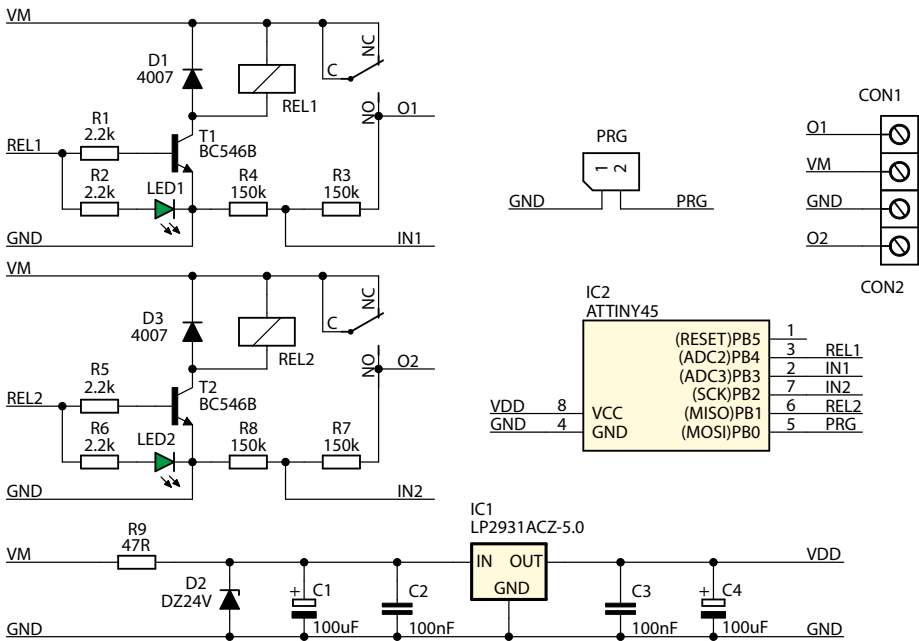 VM
D1
4007
C
NC
REL1
NO
O1
R1
2.2k
REL1
T1
BC546B
R2
2.2k
LED1
R4
150k
R3
150k
GND
IN1
VM
D3
4007
C
NC
REL2
NO
O2
R5
2.2k
REL2
T2
BC546B
R6
2.2k
LED2
R8
150k
R7
150k
GND
IN2
PRG
1 2
GND
PRG
CON1
O1
VM
GND
O2
CON2
IC2
ATTINY45
(RESET)PB5 1
(ADC2)PB4 3 REL1
(ADC3)PB3 2 IN1
(SCK)PB2 7 IN2
VDD 8 VCC (MISO)PB1 6 REL2
GND 4 GND (MOSI)PB0 5 PRG
IC1
LP2931ACZ-5.0
VM
R9
47R
IN OUT
GND
VDD
D2
DZ24V
+ C1
100uF
C2
100nF
C3
100nF
+ C4
100uF
GND
GND